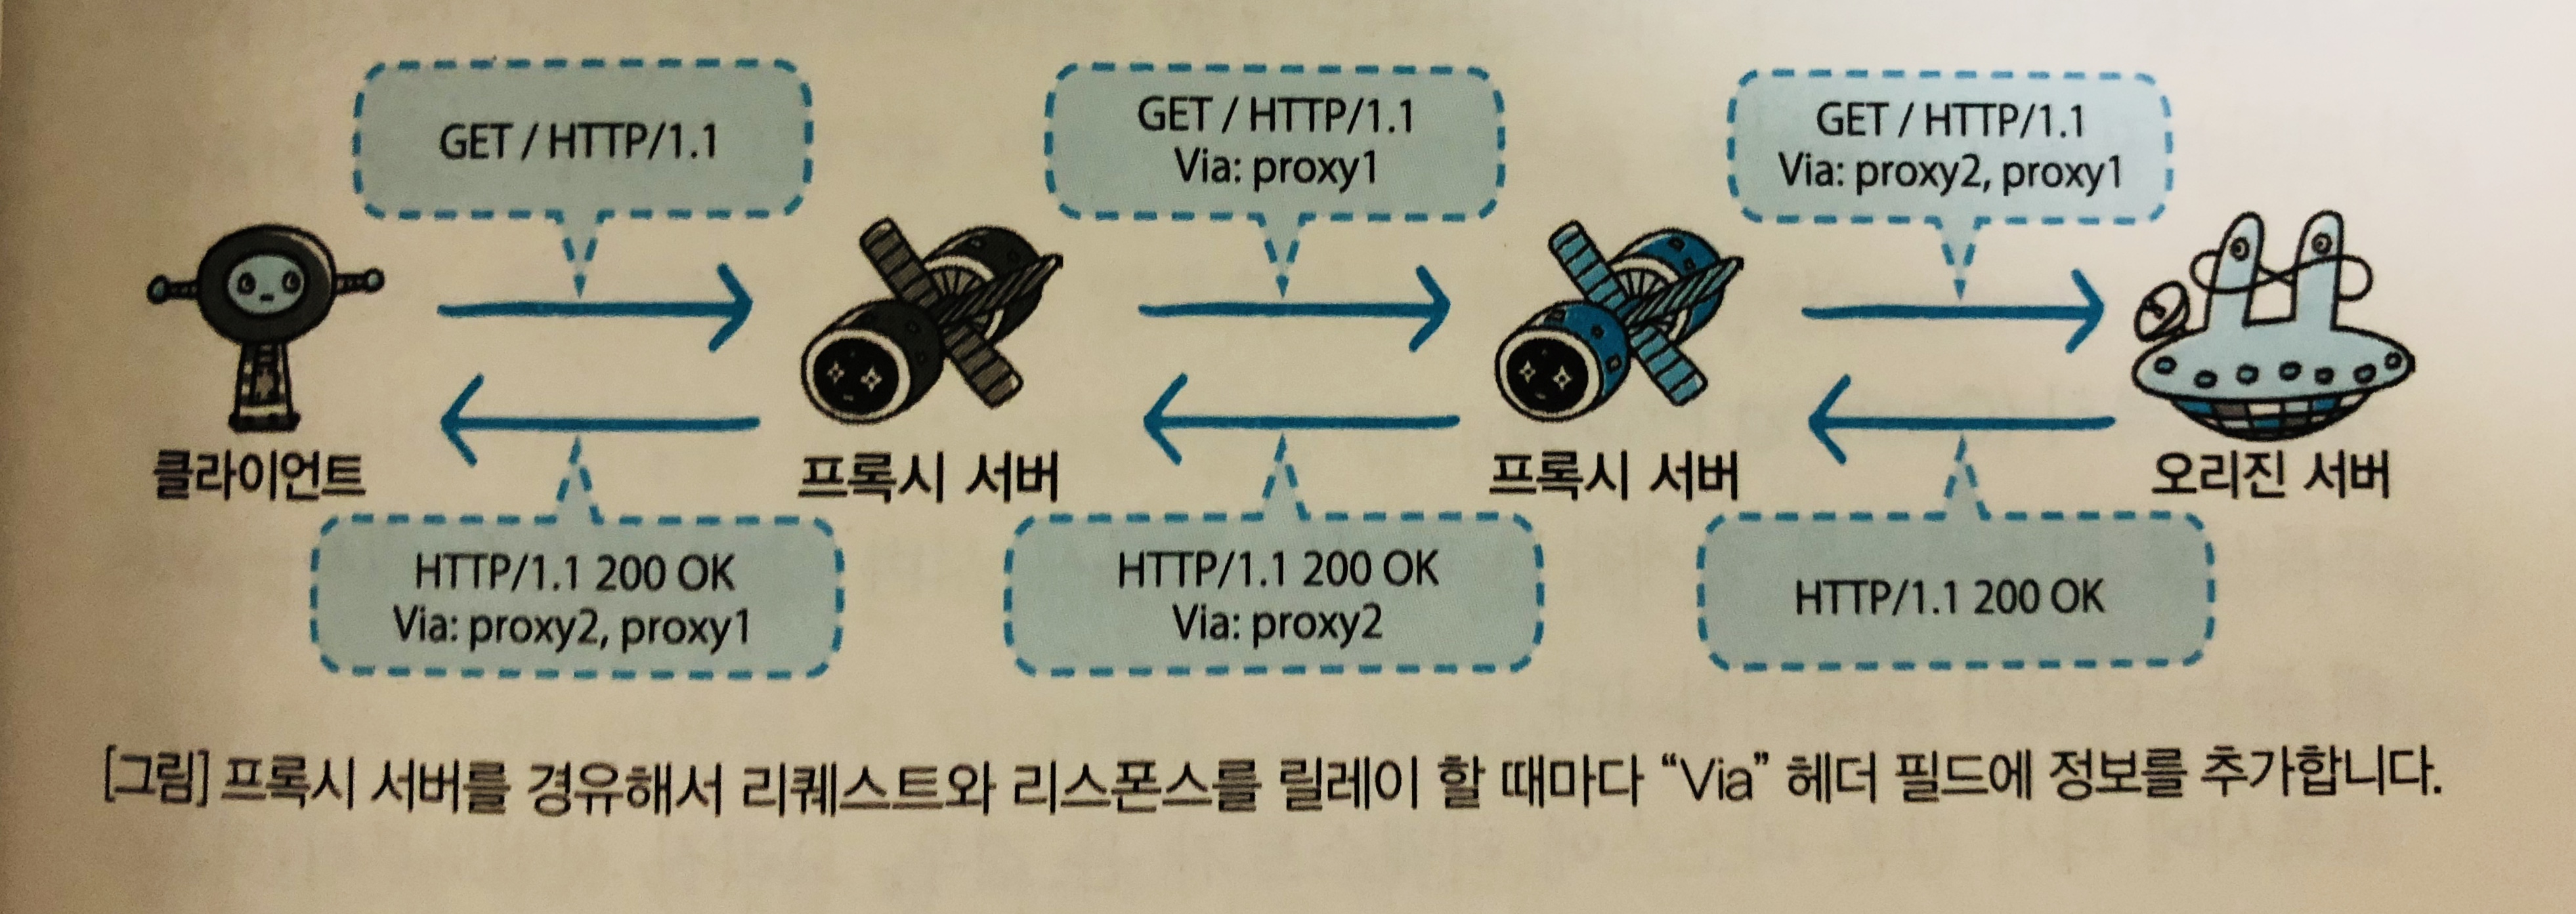 GET / HTTP/1.1
GET / HTTP/1.1
Via: proxy1
GET / HTTP/1.1
Via: proxy2, proxy1
클라이언트
프록시 서버
프록시 서버
오리진 서버
HTTP/1.1 200 OK
Via: proxy2, proxy1
HTTP/1.1 200 OK
Via: proxy2
HTTP/1.1 200 OK
[그림] 프록시 서버를 경유해서 리퀘스트와 리스폰스를 릴레이 할 때마다 “Via” 헤더 필드에 정보를 추가합니다.